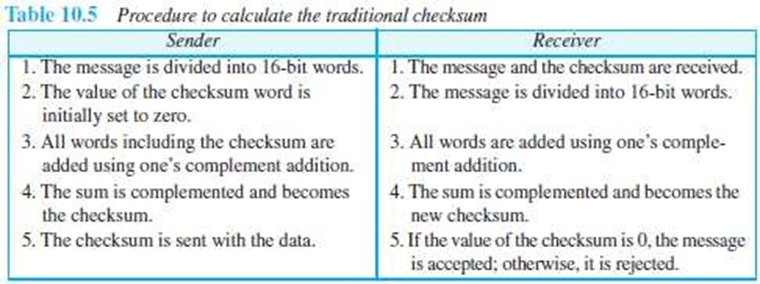 Table 10.5 Procedure to calculate the traditional checksum
Sender
Receiver
1. The message is divided into 16-bit words.
2. The value of the checksum word is
initially set to zero.
3. All words including the checksum are
added using one's complement addition.
4. The sum is complemented and becomes
the checksum.
5. The checksum is sent with the data.
1. The message and the checksum are received.
2. The message is divided into 16-bit words.
3. All words are added using one's comple-
ment addition.
4. The sum is complemented and becomes the
new checksum.
5. If the value of the checksum is 0, the message
is accepted; otherwise, it is rejected.